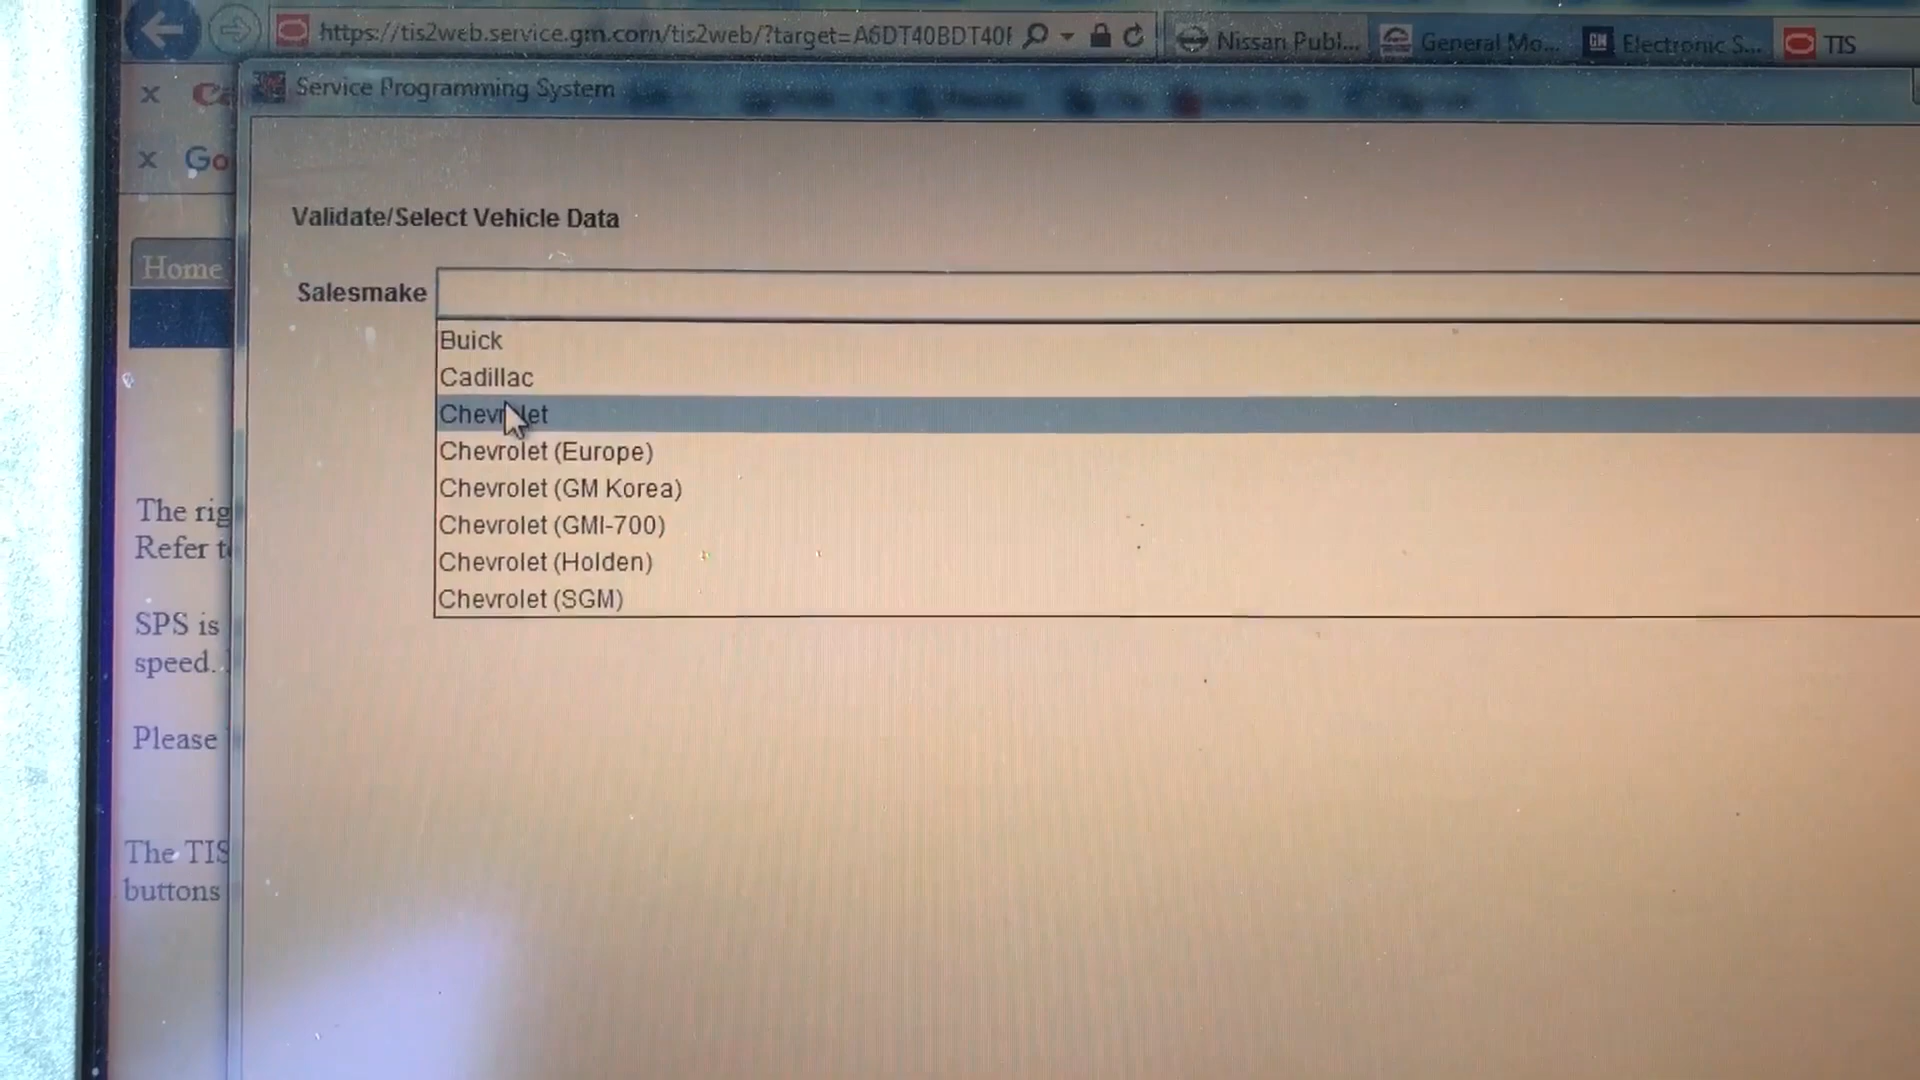 https://tis2web.service.gm.com/tis2web/?target=A6DT40BDT40
Nissan Publ...
General Mo...
Electronic S...
TIS
Service Programming System
Go
Validate/Select Vehicle Data
Home
Salesmake
Buick
Cadillac
Chevrolet
Chevrolet (Europe)
Chevrolet (GM Korea)
Chevrolet (GMI-700)
Chevrolet (Holden)
Chevrolet (SGM)
The rig
Refer t
SPS is
speed.
Please
The TIS
buttons